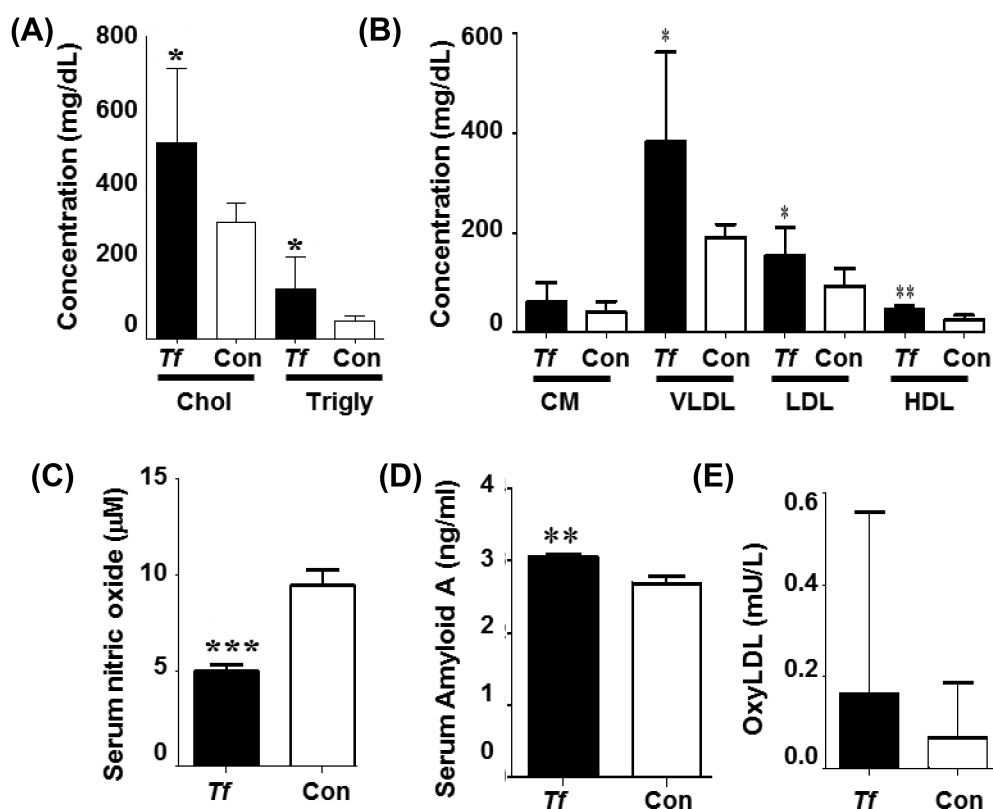 (A)
Concentration (mg/dL)
800
600
400
200
0
*
*
Tf Con Tf Con
Chol Trigly
(B)
Concentration (mg/dL)
600
400
200
0
*
*
**
Tf Con Tf Con Tf Con Tf Con
CM VLDL LDL HDL
(C)
Serum nitric oxide (µM)
15
10
5
0
***
Tf Con
(D)
Serum Amyloid A (ng/ml)
4
3
2
1
0
**
Tf Con
(E)
OxyLDL (mU/L)
0.6
0.4
0.2
0.0
Tf Con